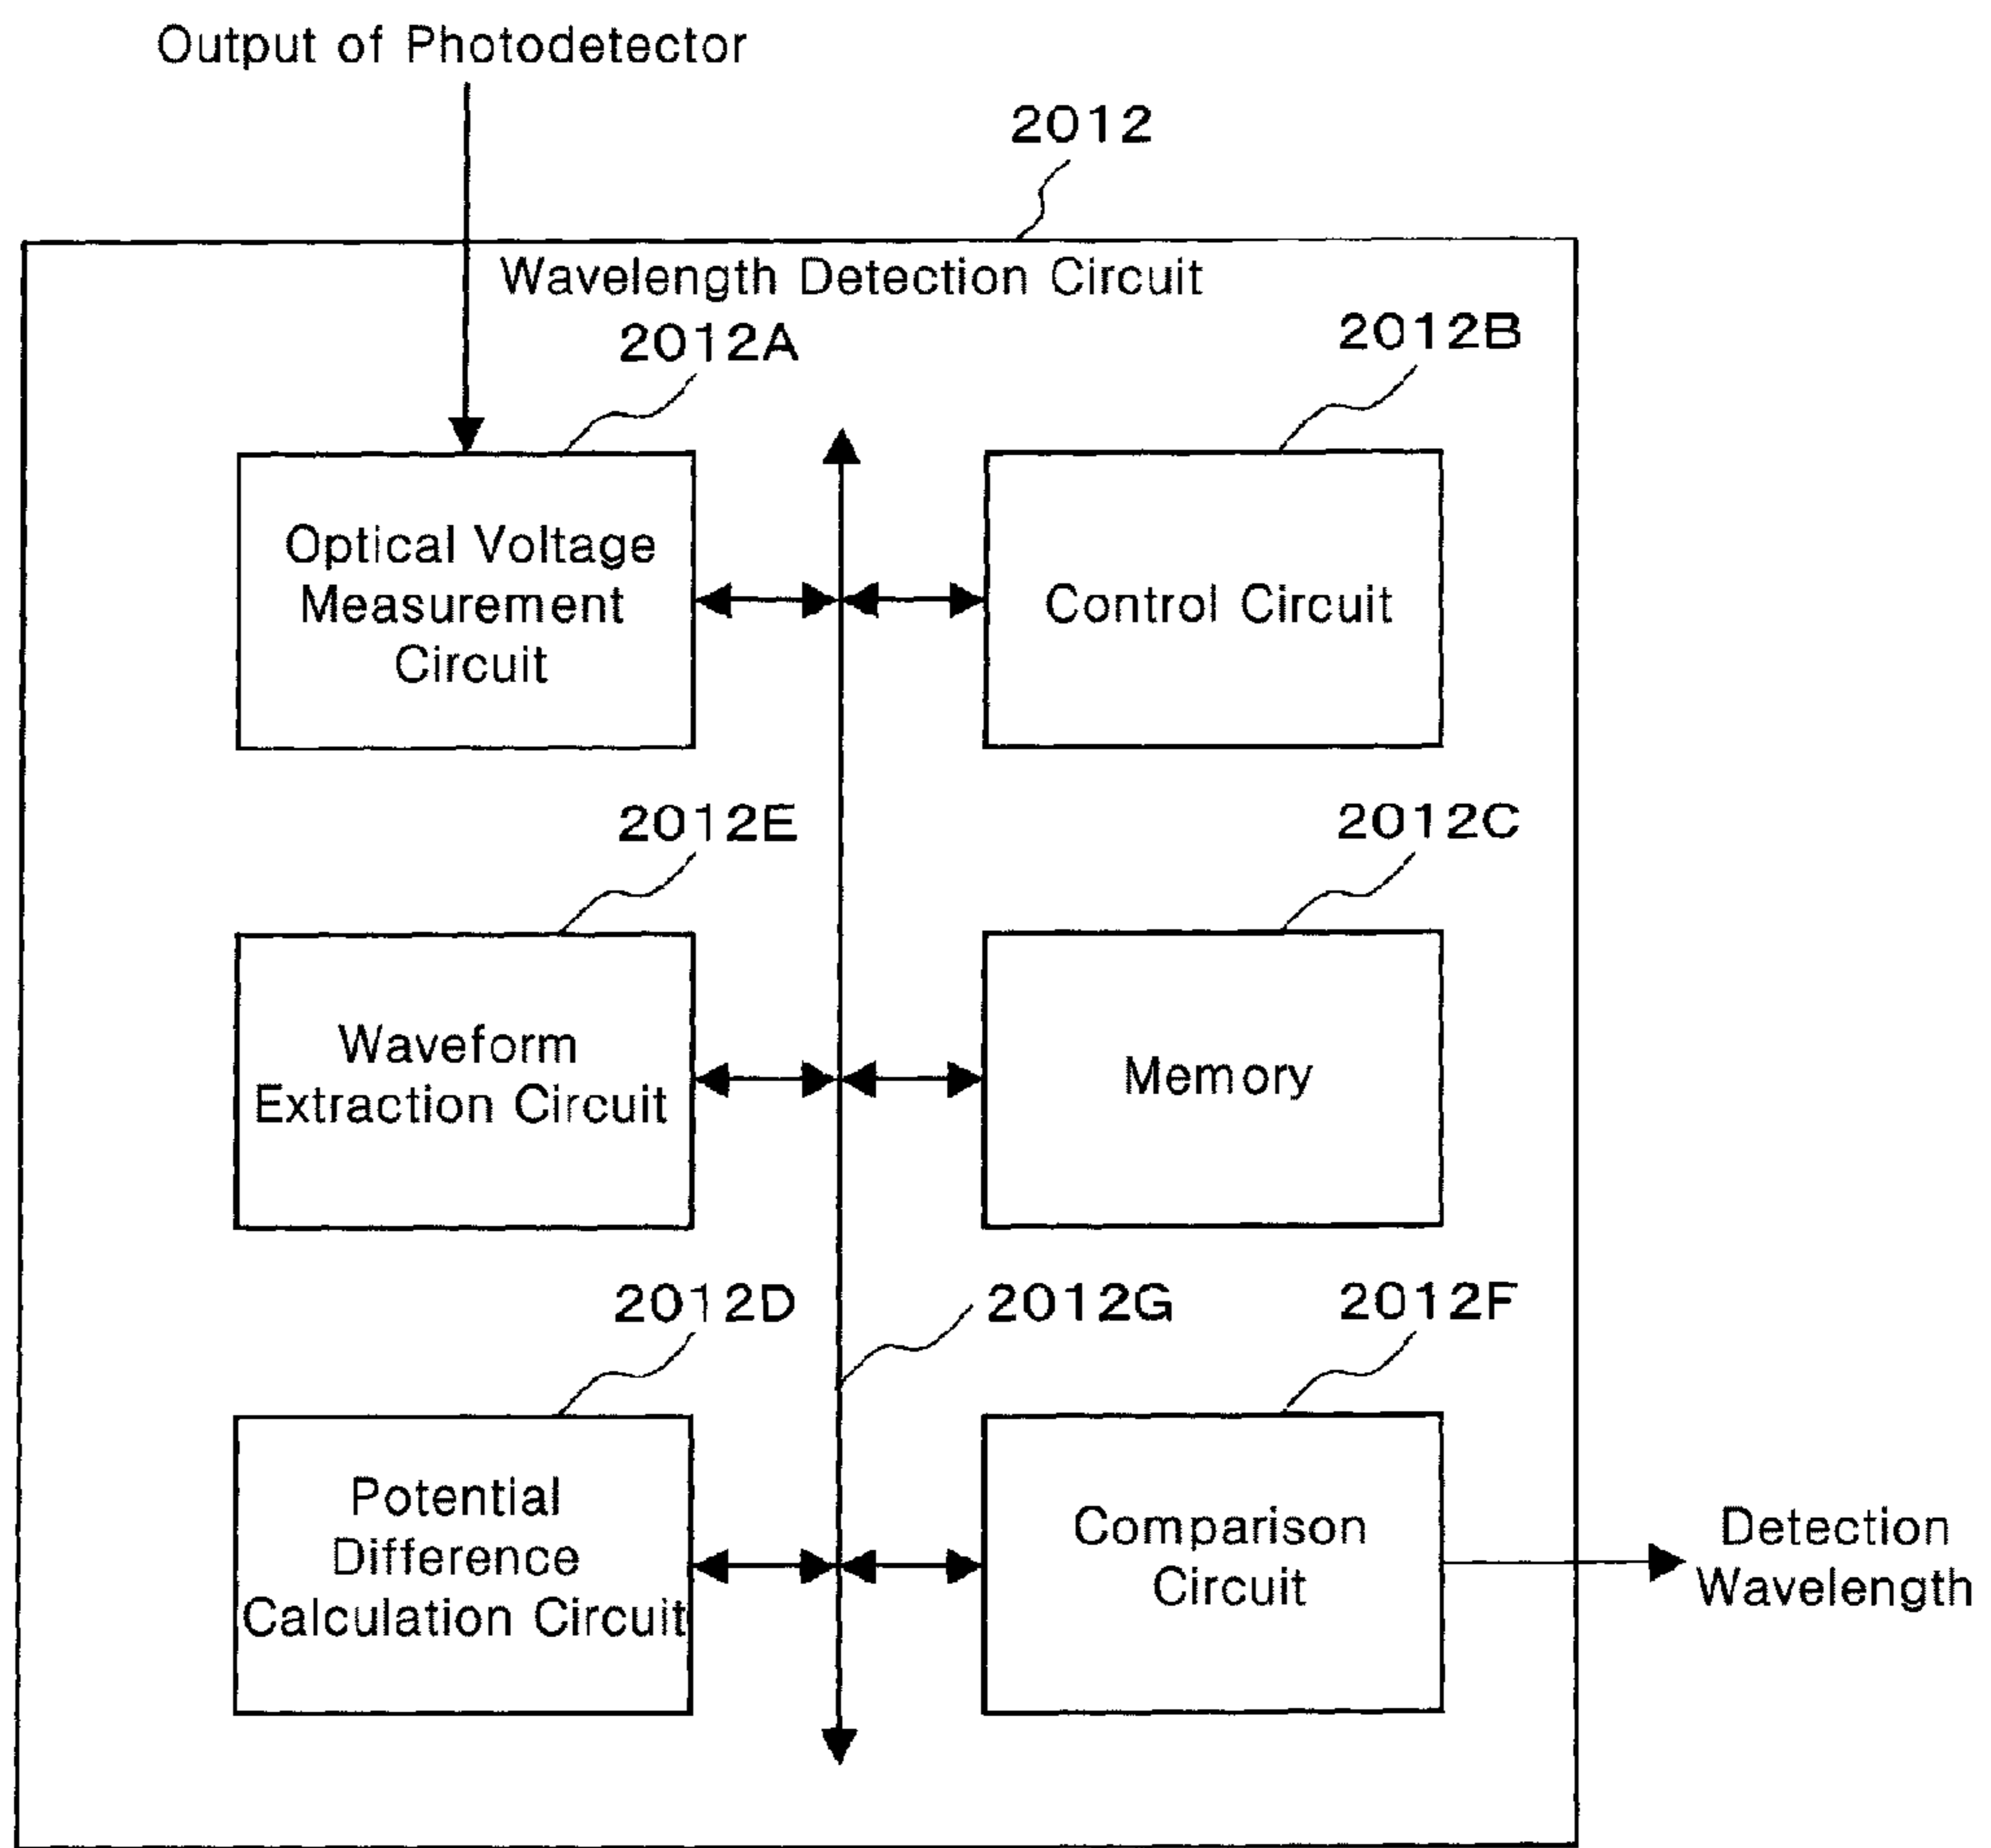 Output of Photodetector
2012
Wavelength Detection Circuit
2012A
2012B
Optical Voltage
Measurement
Circuit
Control Circuit
2012E
2012C
Waveform
Extraction Circuit
Memory
2012D
2012G
2012F
Potential
Difference
Calculation Circuit
Comparison
Circuit
Detection
Wavelength